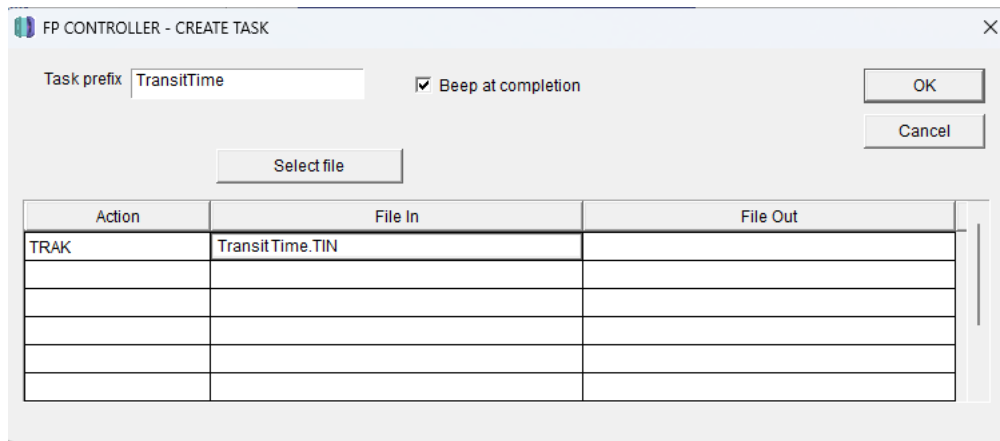 FP CONTROLLER - CREATE TASK
Task prefix TransitTime Beep at completion OK
Cancel
Select file
Action File In File Out
TRAK TransitTime.TIN